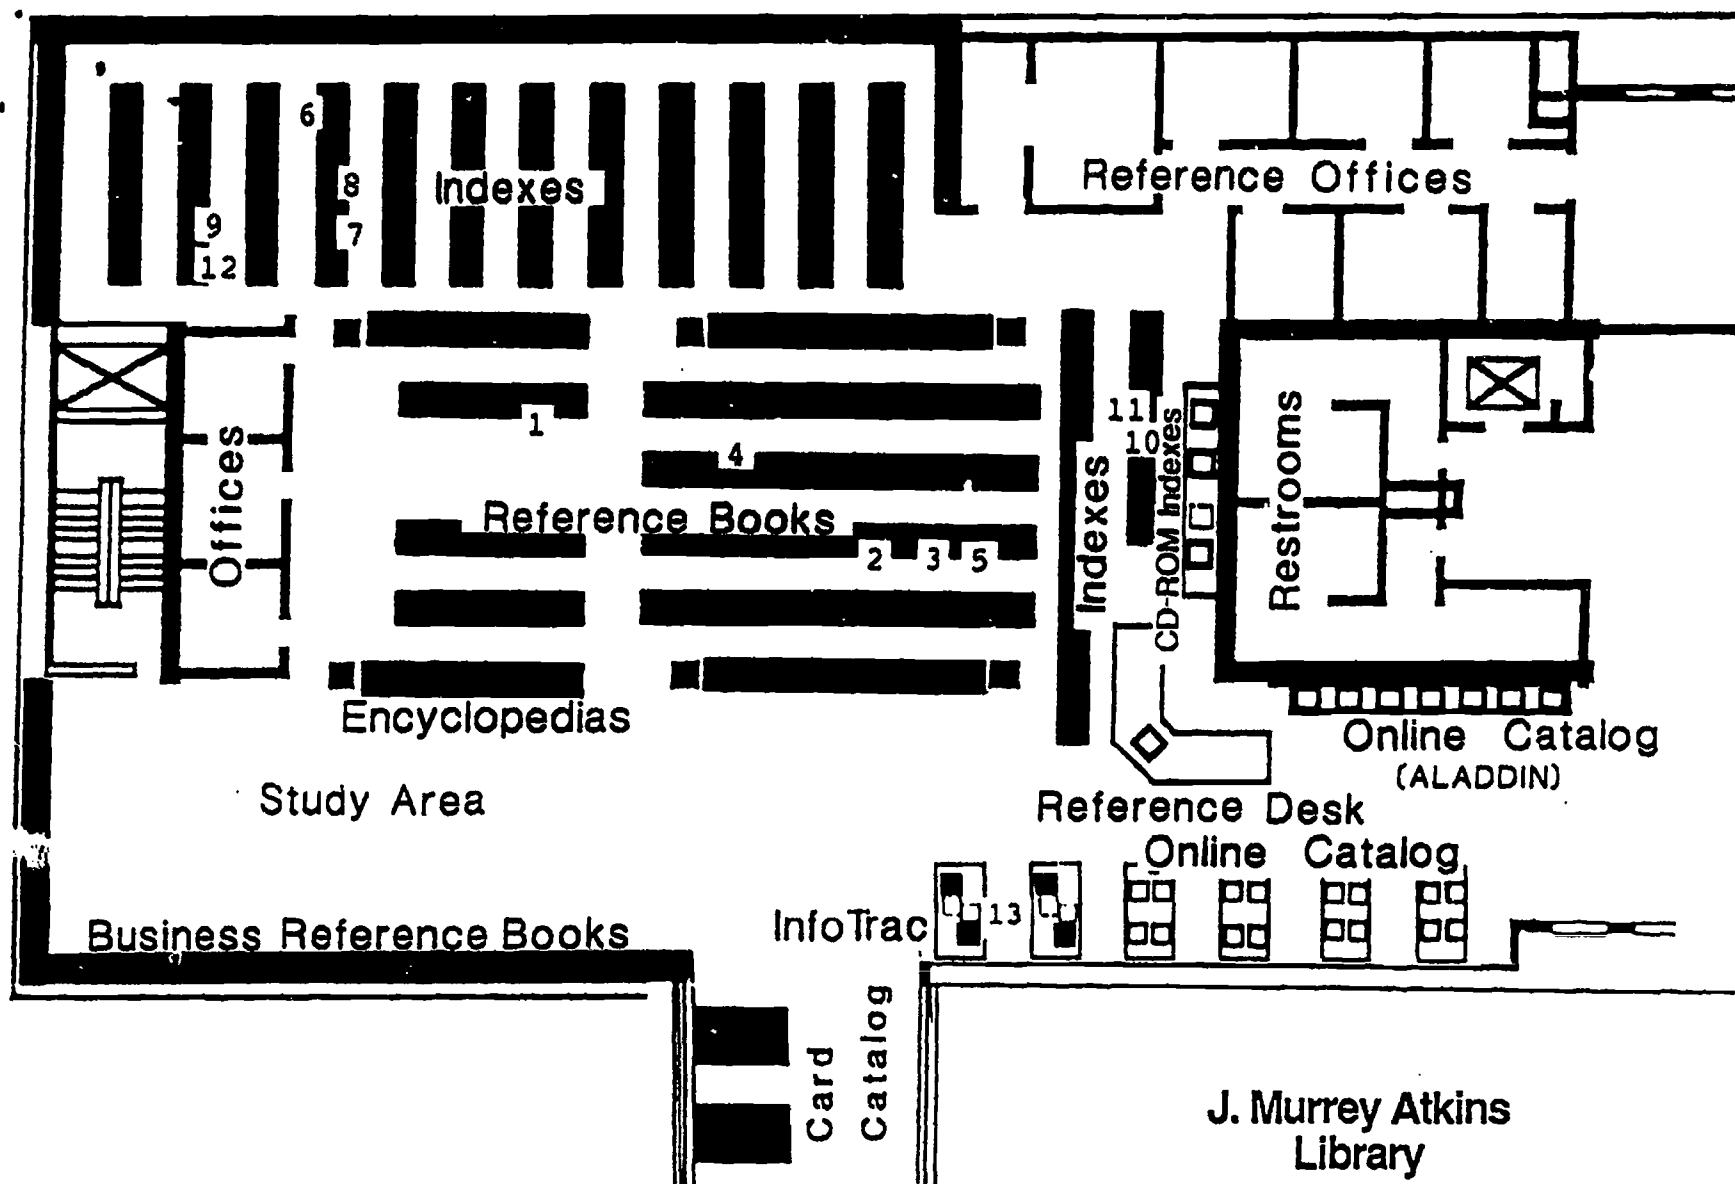 6
8
Indexes
Reference Offices
9
7
12
1
11
10
4
Offices
Reference Books
Indexes
CD-ROM Indexes
Restrooms
2
3
5
Encyclopedias
Online Catalog
(ALADDIN)
Study Area
Reference Desk
Online Catalog
Business Reference Books
InfoTrac
13
Card
Catalog
J. Murrey Atkins
Library